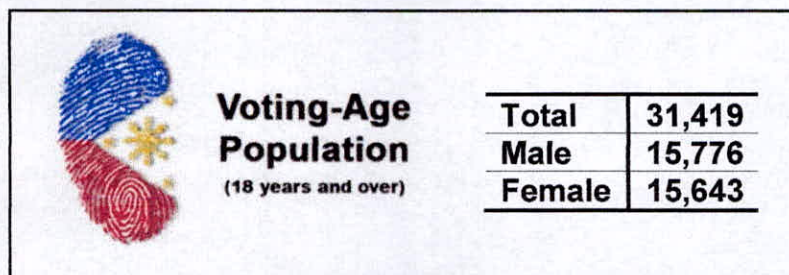 Voting-Age
Population
(18 years and over)
Total 31,419
Male 15,776
Female 15,643